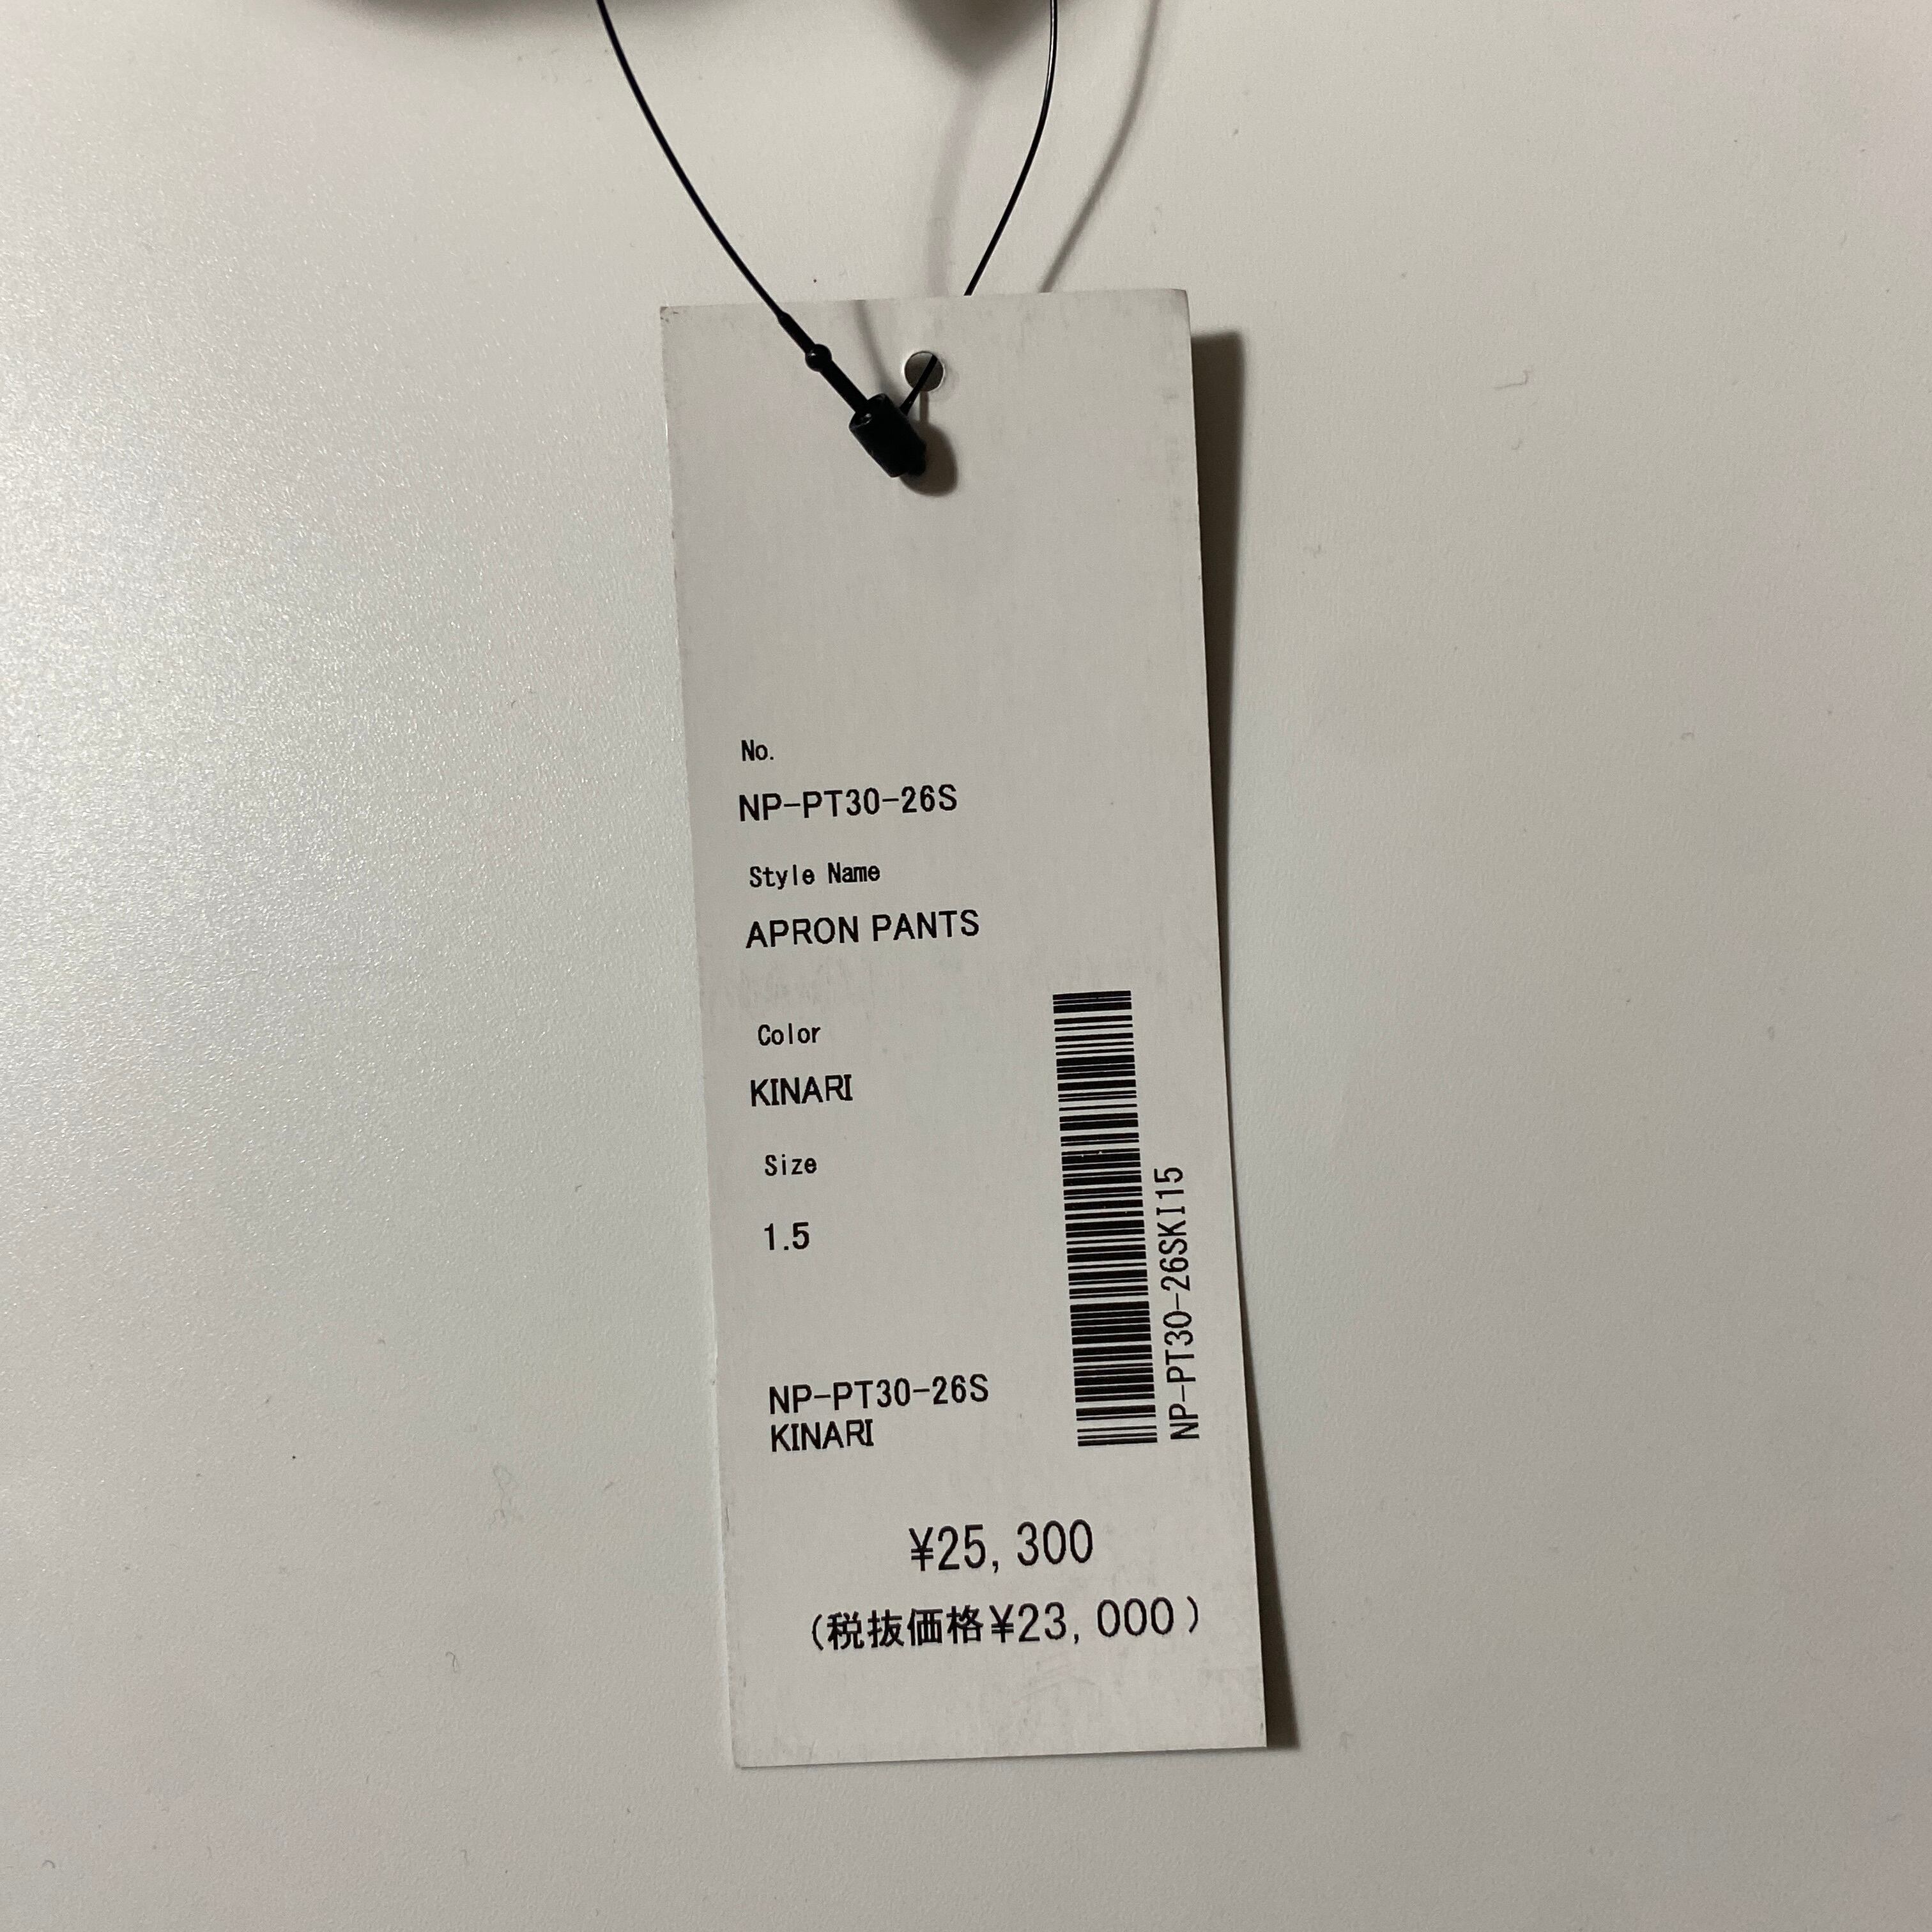 No.
NP-PT30-26S
Style Name
APRON PANTS
Color
KINARI
Size
1.5
NP-PT30-26SKI15
NP-PT30-26S
KINARI
¥25,300
(税抜価格¥23,000)